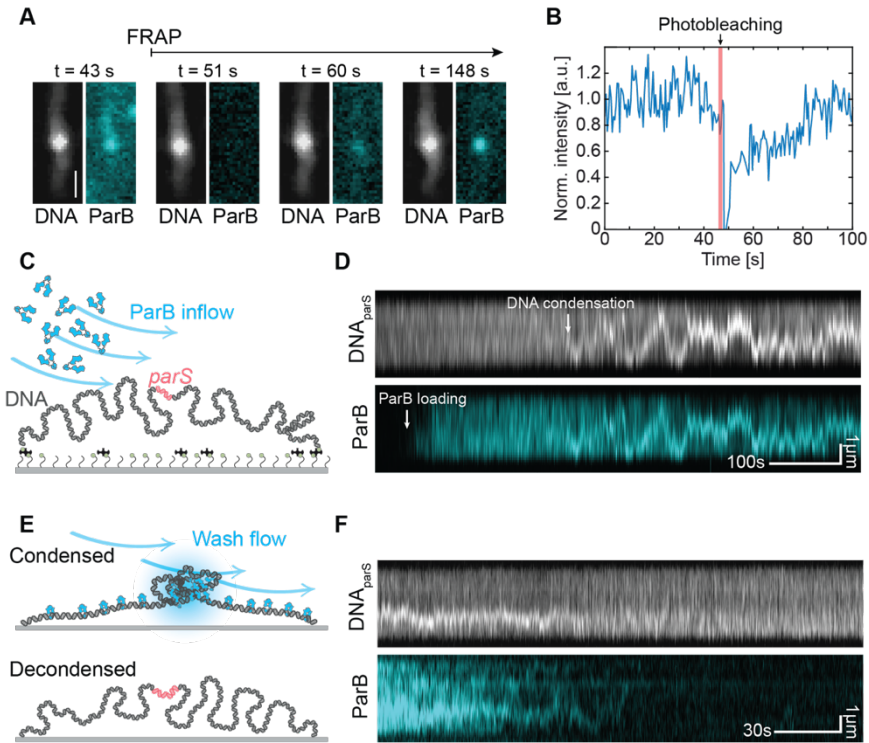 A
FRAP
t = 43 s
t = 51 s
t = 60 s
t = 148 s
DNA ParB
DNA ParB
DNA ParB
DNA ParB
B
Photobleaching
Norm. intensity [a.u.]
1.2
1.0
0.8
0.6
0.4
0.2
0
0 20 40 60 80 100
Time [s]
C
ParB inflow
parS
DNA
D
DNAparS
DNA condensation
ParB
ParB loading
100s
1µm
E
Wash flow
Condensed
Decondensed
F
DNAparS
ParB
30s
1µm